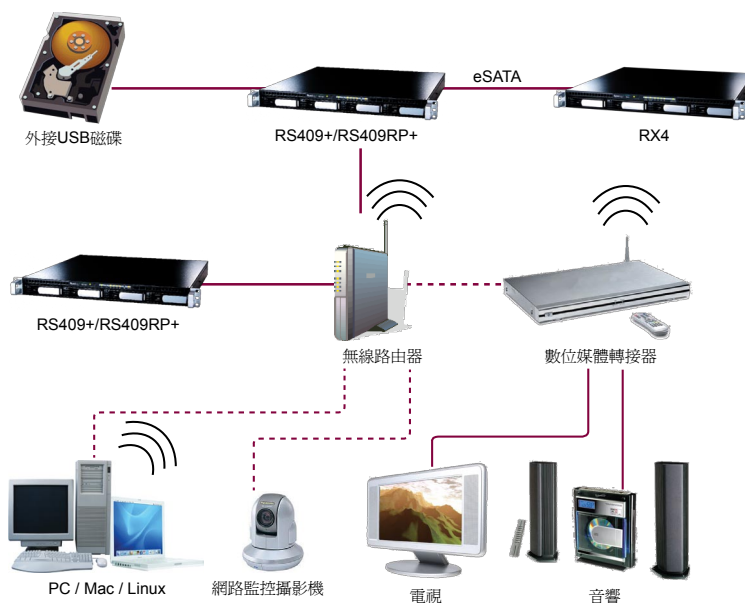 eSATA
外接USB磁碟
RS409+/RS409RP+
RX4
RS409+/RS409RP+
無線路由器
數位媒體轉接器
PC / Mac / Linux
網路監控攝影機
電視
音響